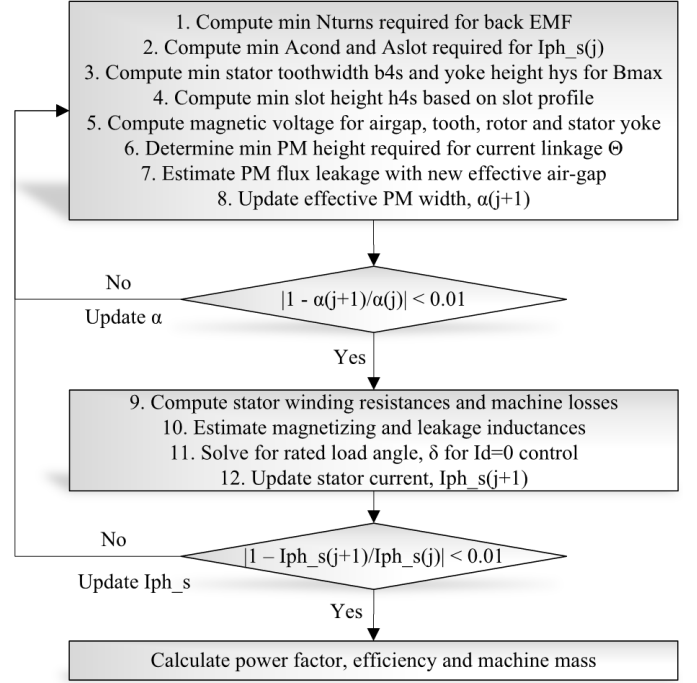 1. Compute min Nturns required for back EMF
2. Compute min Acond and Aslot required for Iph_s(j)
3. Compute min stator toothwidth b4s and yoke height hys for Bmax
4. Compute min slot height h4s based on slot profile
5. Compute magnetic voltage for airgap, tooth, rotor and stator yoke
6. Determine min PM height required for current linkage Θ
7. Estimate PM flux leakage with new effective air-gap
8. Update effective PM width, α(j+1)
No
|1 - α(j+1)/α(j)| < 0.01
Update α
Yes
9. Compute stator winding resistances and machine losses
10. Estimate magnetizing and leakage inductances
11. Solve for rated load angle, δ for Id=0 control
12. Update stator current, Iph_s(j+1)
No
|1 – Iph_s(j+1)/Iph_s(j)| < 0.01
Update Iph_s
Yes
Calculate power factor, efficiency and machine mass